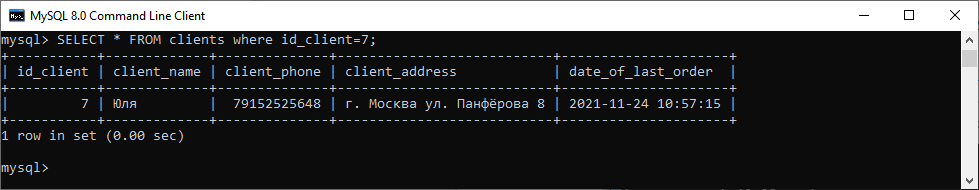 MySQL 8.0 Command Line Client
mysql> SELECT * FROM clients where id_client=7;
+-----------+-------------+--------------+--------------------------+---------------------+
| id_client | client_name | client_phone | client_address           | date_of_last_order  |
+-----------+-------------+--------------+--------------------------+---------------------+
|         7 | Юля         |  79152525648 | г. Москва ул. Панфёрова 8 | 2021-11-24 10:57:15 |
+-----------+-------------+--------------+--------------------------+---------------------+
1 row in set (0.00 sec)
mysql>